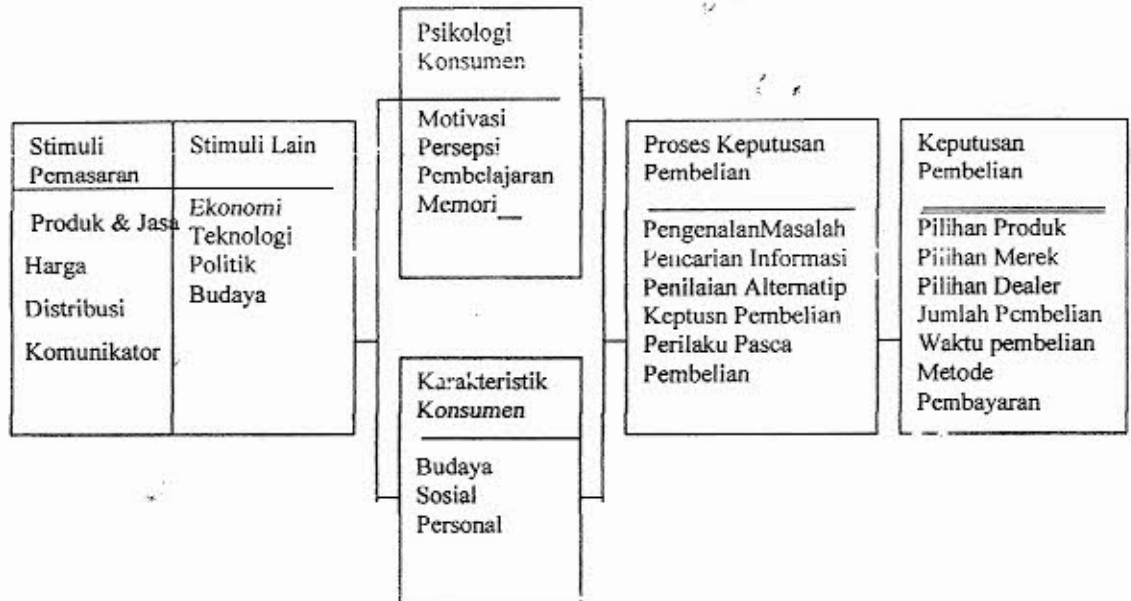 Stimuli
Pemasaran
Produk & Jasa
Harga
Distribusi
Komunikator
Stimuli Lain
Ekonomi
Teknologi
Politik
Budaya
Psikologi
Konsumen
Motivasi
Persepsi
Pembelajaran
Memori
Karakteristik
Konsumen
Budaya
Sosial
Personal
Proses Keputusan
Pembelian
PengenalanMasalah
Pencarian Informasi
Penilaian Alternatip
Keptusn Pembelian
Perilaku Pasca
Pembelian
Keputusan
Pembelian
Pilihan Produk
Pilihan Merek
Pilihan Dealer
Jumlah Pembelian
Waktu pembelian
Metode
Pembayaran